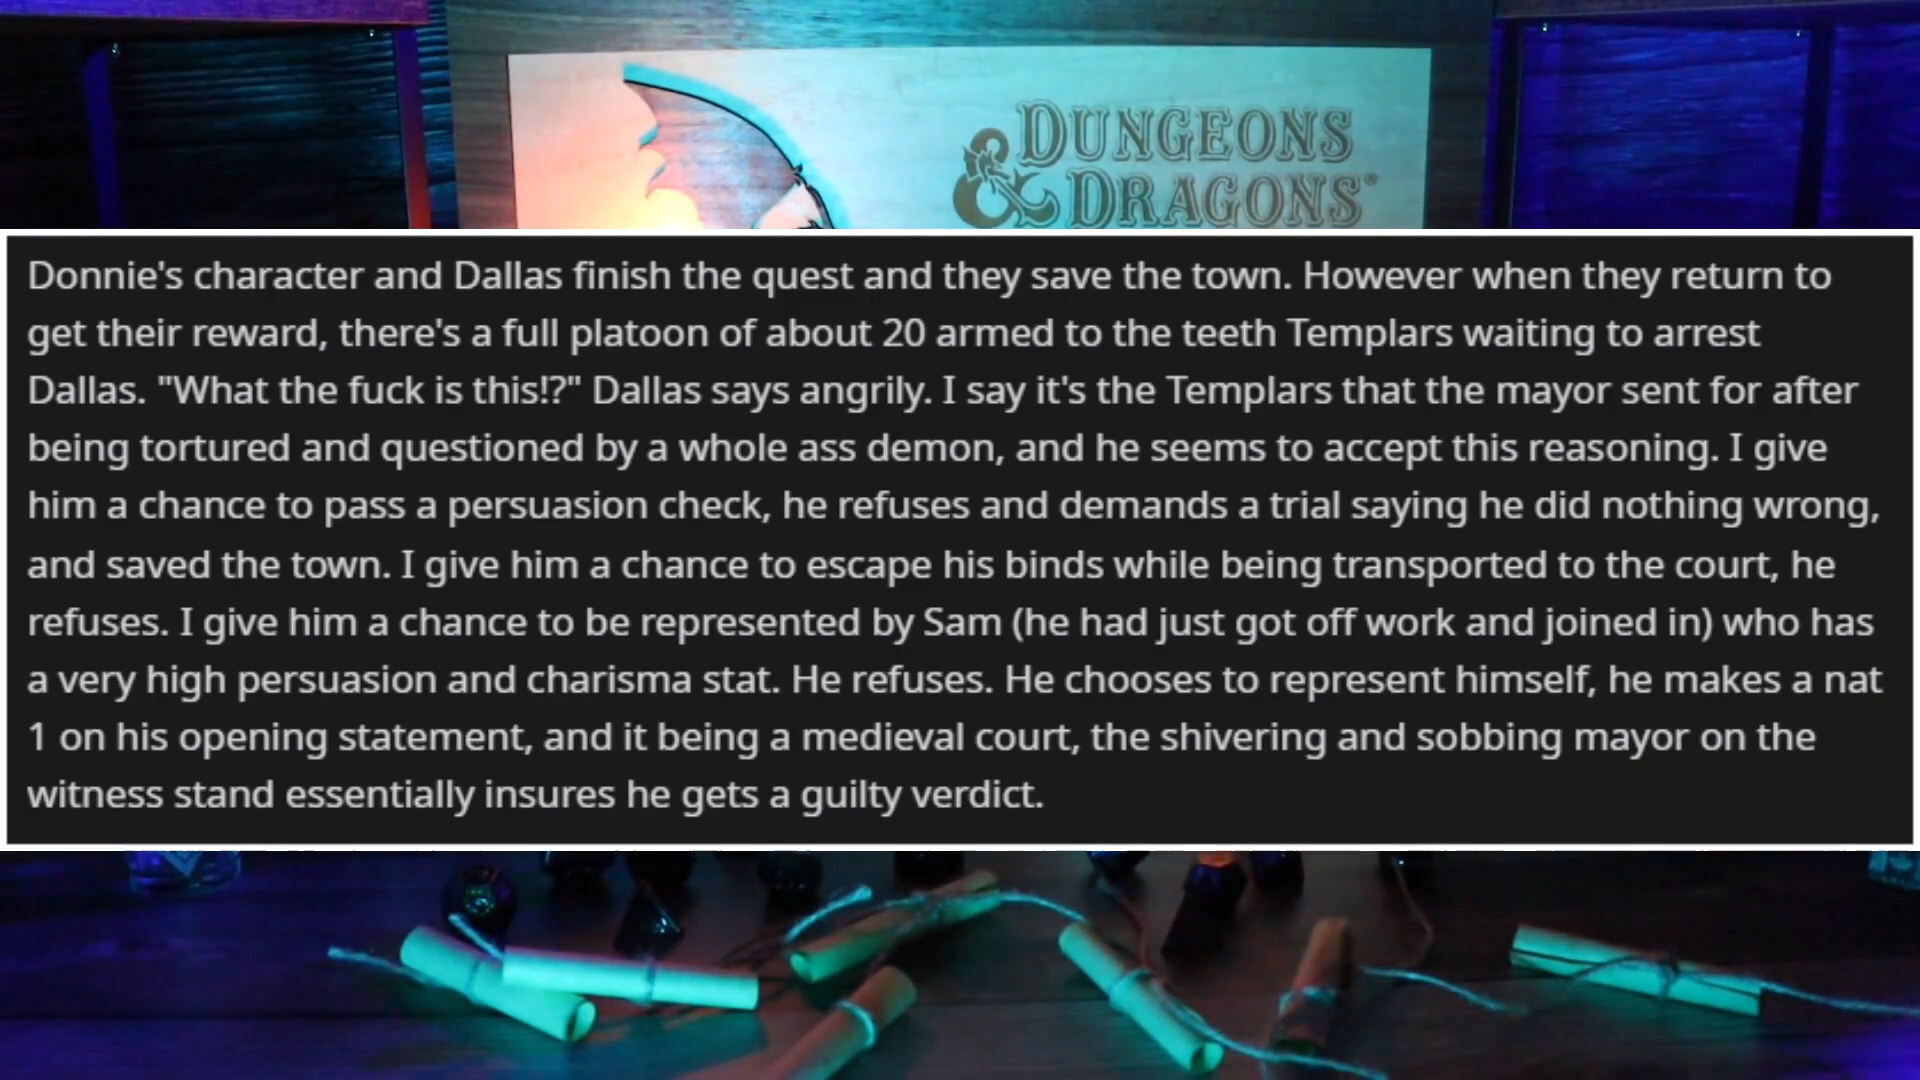 DUNGEONS
& DRAGONS®
Donnie's character and Dallas finish the quest and they save the town. However when they return to
get their reward, there's a full platoon of about 20 armed to the teeth Templars waiting to arrest
Dallas. "What the fuck is this!?" Dallas says angrily. I say it's the Templars that the mayor sent for after
being tortured and questioned by a whole ass demon, and he seems to accept this reasoning. I give
him a chance to pass a persuasion check, he refuses and demands a trial saying he did nothing wrong,
and saved the town. I give him a chance to escape his binds while being transported to the court, he
refuses. I give him a chance to be represented by Sam (he had just got off work and joined in) who has
a very high persuasion and charisma stat. He refuses. He chooses to represent himself, he makes a nat
1 on his opening statement, and it being a medieval court, the shivering and sobbing mayor on the
witness stand essentially insures he gets a guilty verdict.